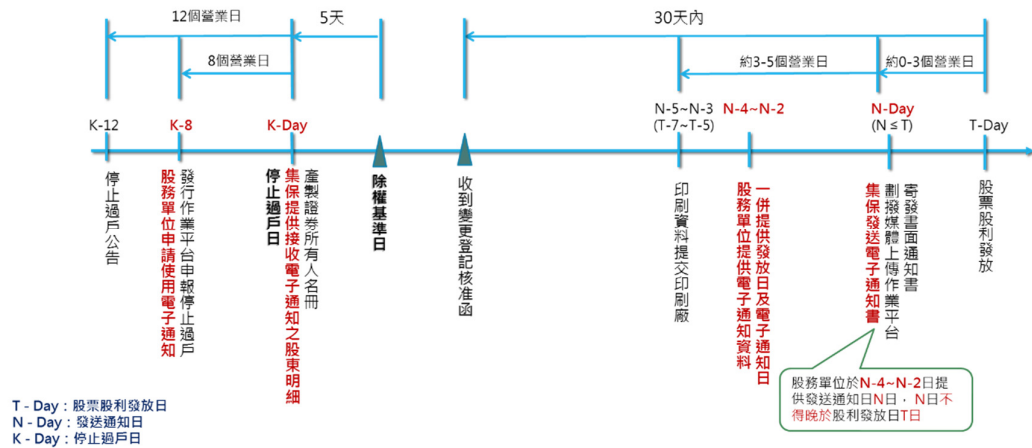 12個營業日
5天
30天內
8個營業日
約3-5個營業日
約0-3個營業日
K-12
K-8
K-Day
N-5~N-3
(T-7~T-5)
N-4~N-2
N-Day
(N ≤ T)
T-Day
停止過戶公告
發行作業平台申報停止過戶
股務單位申請使用電子通知
產製證券所有人名冊
集保提供接收電子通知之股東明細
停止過戶日
除權基準日
收到變更登記核准函
印刷資料提交印刷廠
一併提供發放日及電子通知日
股務單位提供電子通知資料
寄發書面通知書
劃撥媒體上傳作業平台
集保發送電子通知書
股票股利發放
股務單位於N-4~N-2日提
供發送通知日N日，N日不
得晚於股利發放日T日
T - Day：股票股利發放日
N - Day：發送通知日
K - Day：停止過戶日